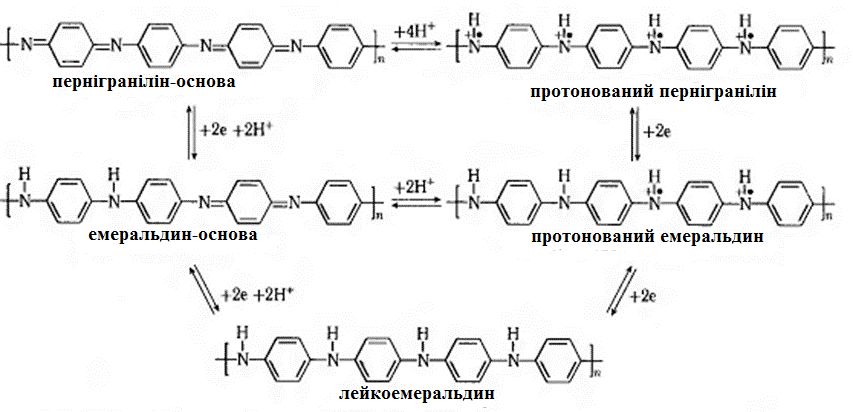 N N N N n +4H⁺ H N H N H N H N n
пернігранілін-основа
протонований пернігранілін
+2e +2H⁺ +2e
H N H N N N n +2H⁺ H N H N H N H N n
емеральдин-основа
протонований емеральдин
+2e +2H⁺ +2e
H N H N H N H N n
лейкоемеральдин